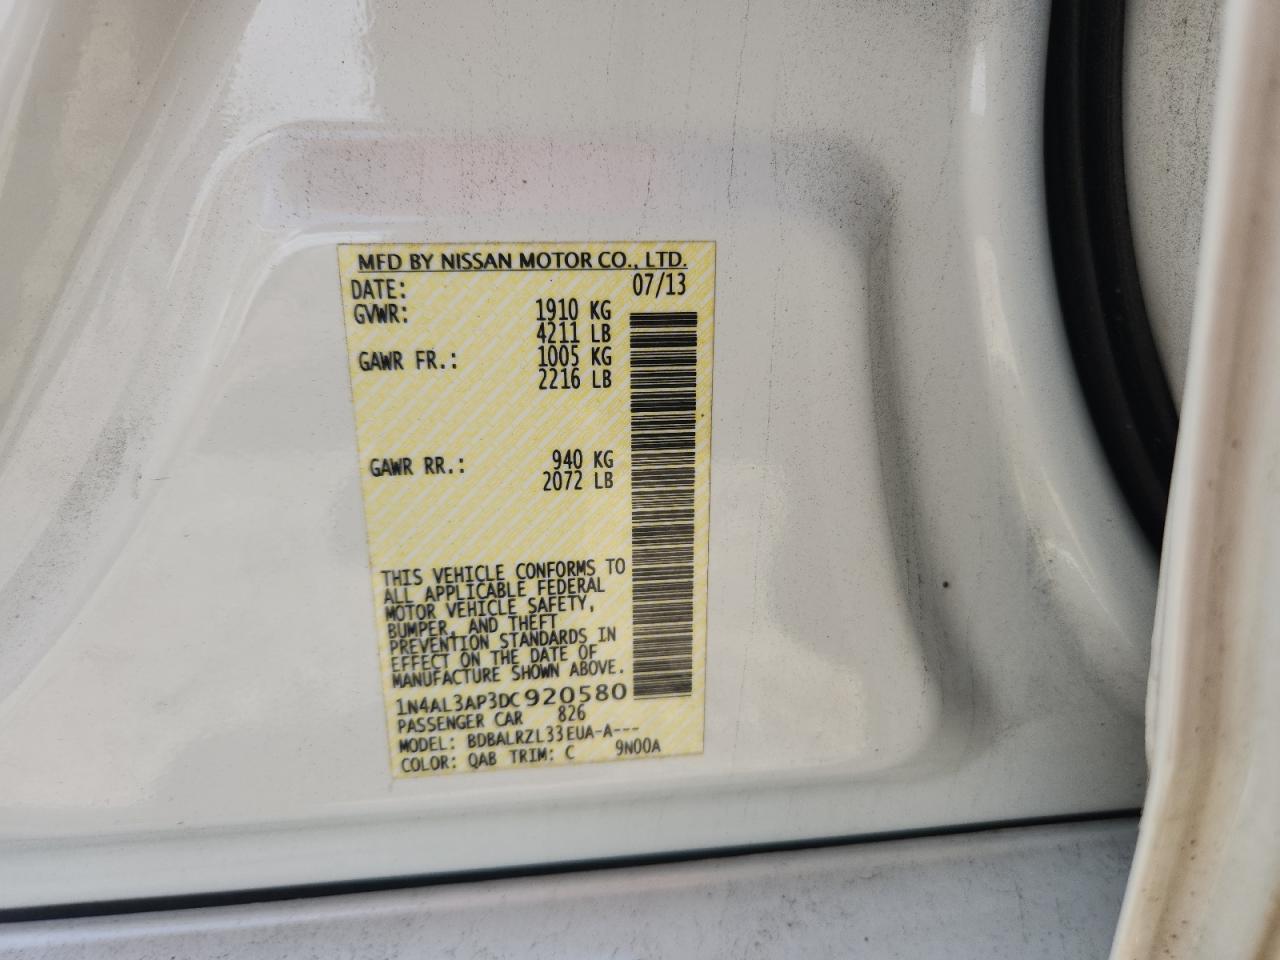 MFD BY NISSAN MOTOR CO., LTD.
DATE: 07/13
GVWR: 1910 KG
4211 LB
GAWR FR.: 1005 KG
2216 LB
GAWR RR.: 940 KG
2072 LB
THIS VEHICLE CONFORMS TO
ALL APPLICABLE FEDERAL
MOTOR VEHICLE SAFETY,
BUMPER, AND THEFT
PREVENTION STANDARDS IN
EFFECT ON THE DATE OF
MANUFACTURE SHOWN ABOVE.
1N4AL3AP3DC920580
PASSENGER CAR 826
MODEL: BDBALRZL33EUA-A---
COLOR: QAB TRIM: C 9N00A